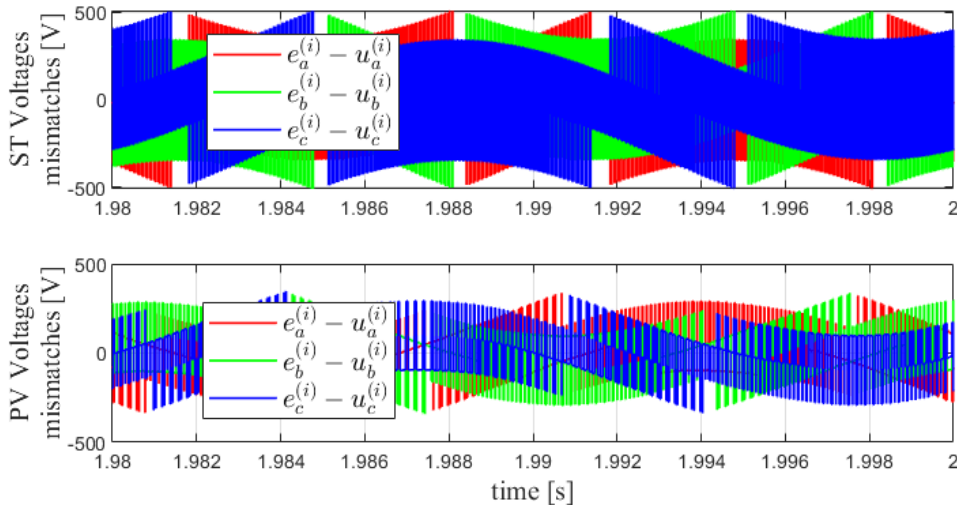 ST Voltages
mismatches [V]
500
0
-500
e_a^{(i)} - u_a^{(i)}
e_b^{(i)} - u_b^{(i)}
e_c^{(i)} - u_c^{(i)}
1.98 1.982 1.984 1.986 1.988 1.99 1.992 1.994 1.996 1.998 2
PV Voltages
mismatches [V]
500
0
-500
e_a^{(i)} - u_a^{(i)}
e_b^{(i)} - u_b^{(i)}
e_c^{(i)} - u_c^{(i)}
1.98 1.982 1.984 1.986 1.988 1.99 1.992 1.994 1.996 1.998 2
time [s]